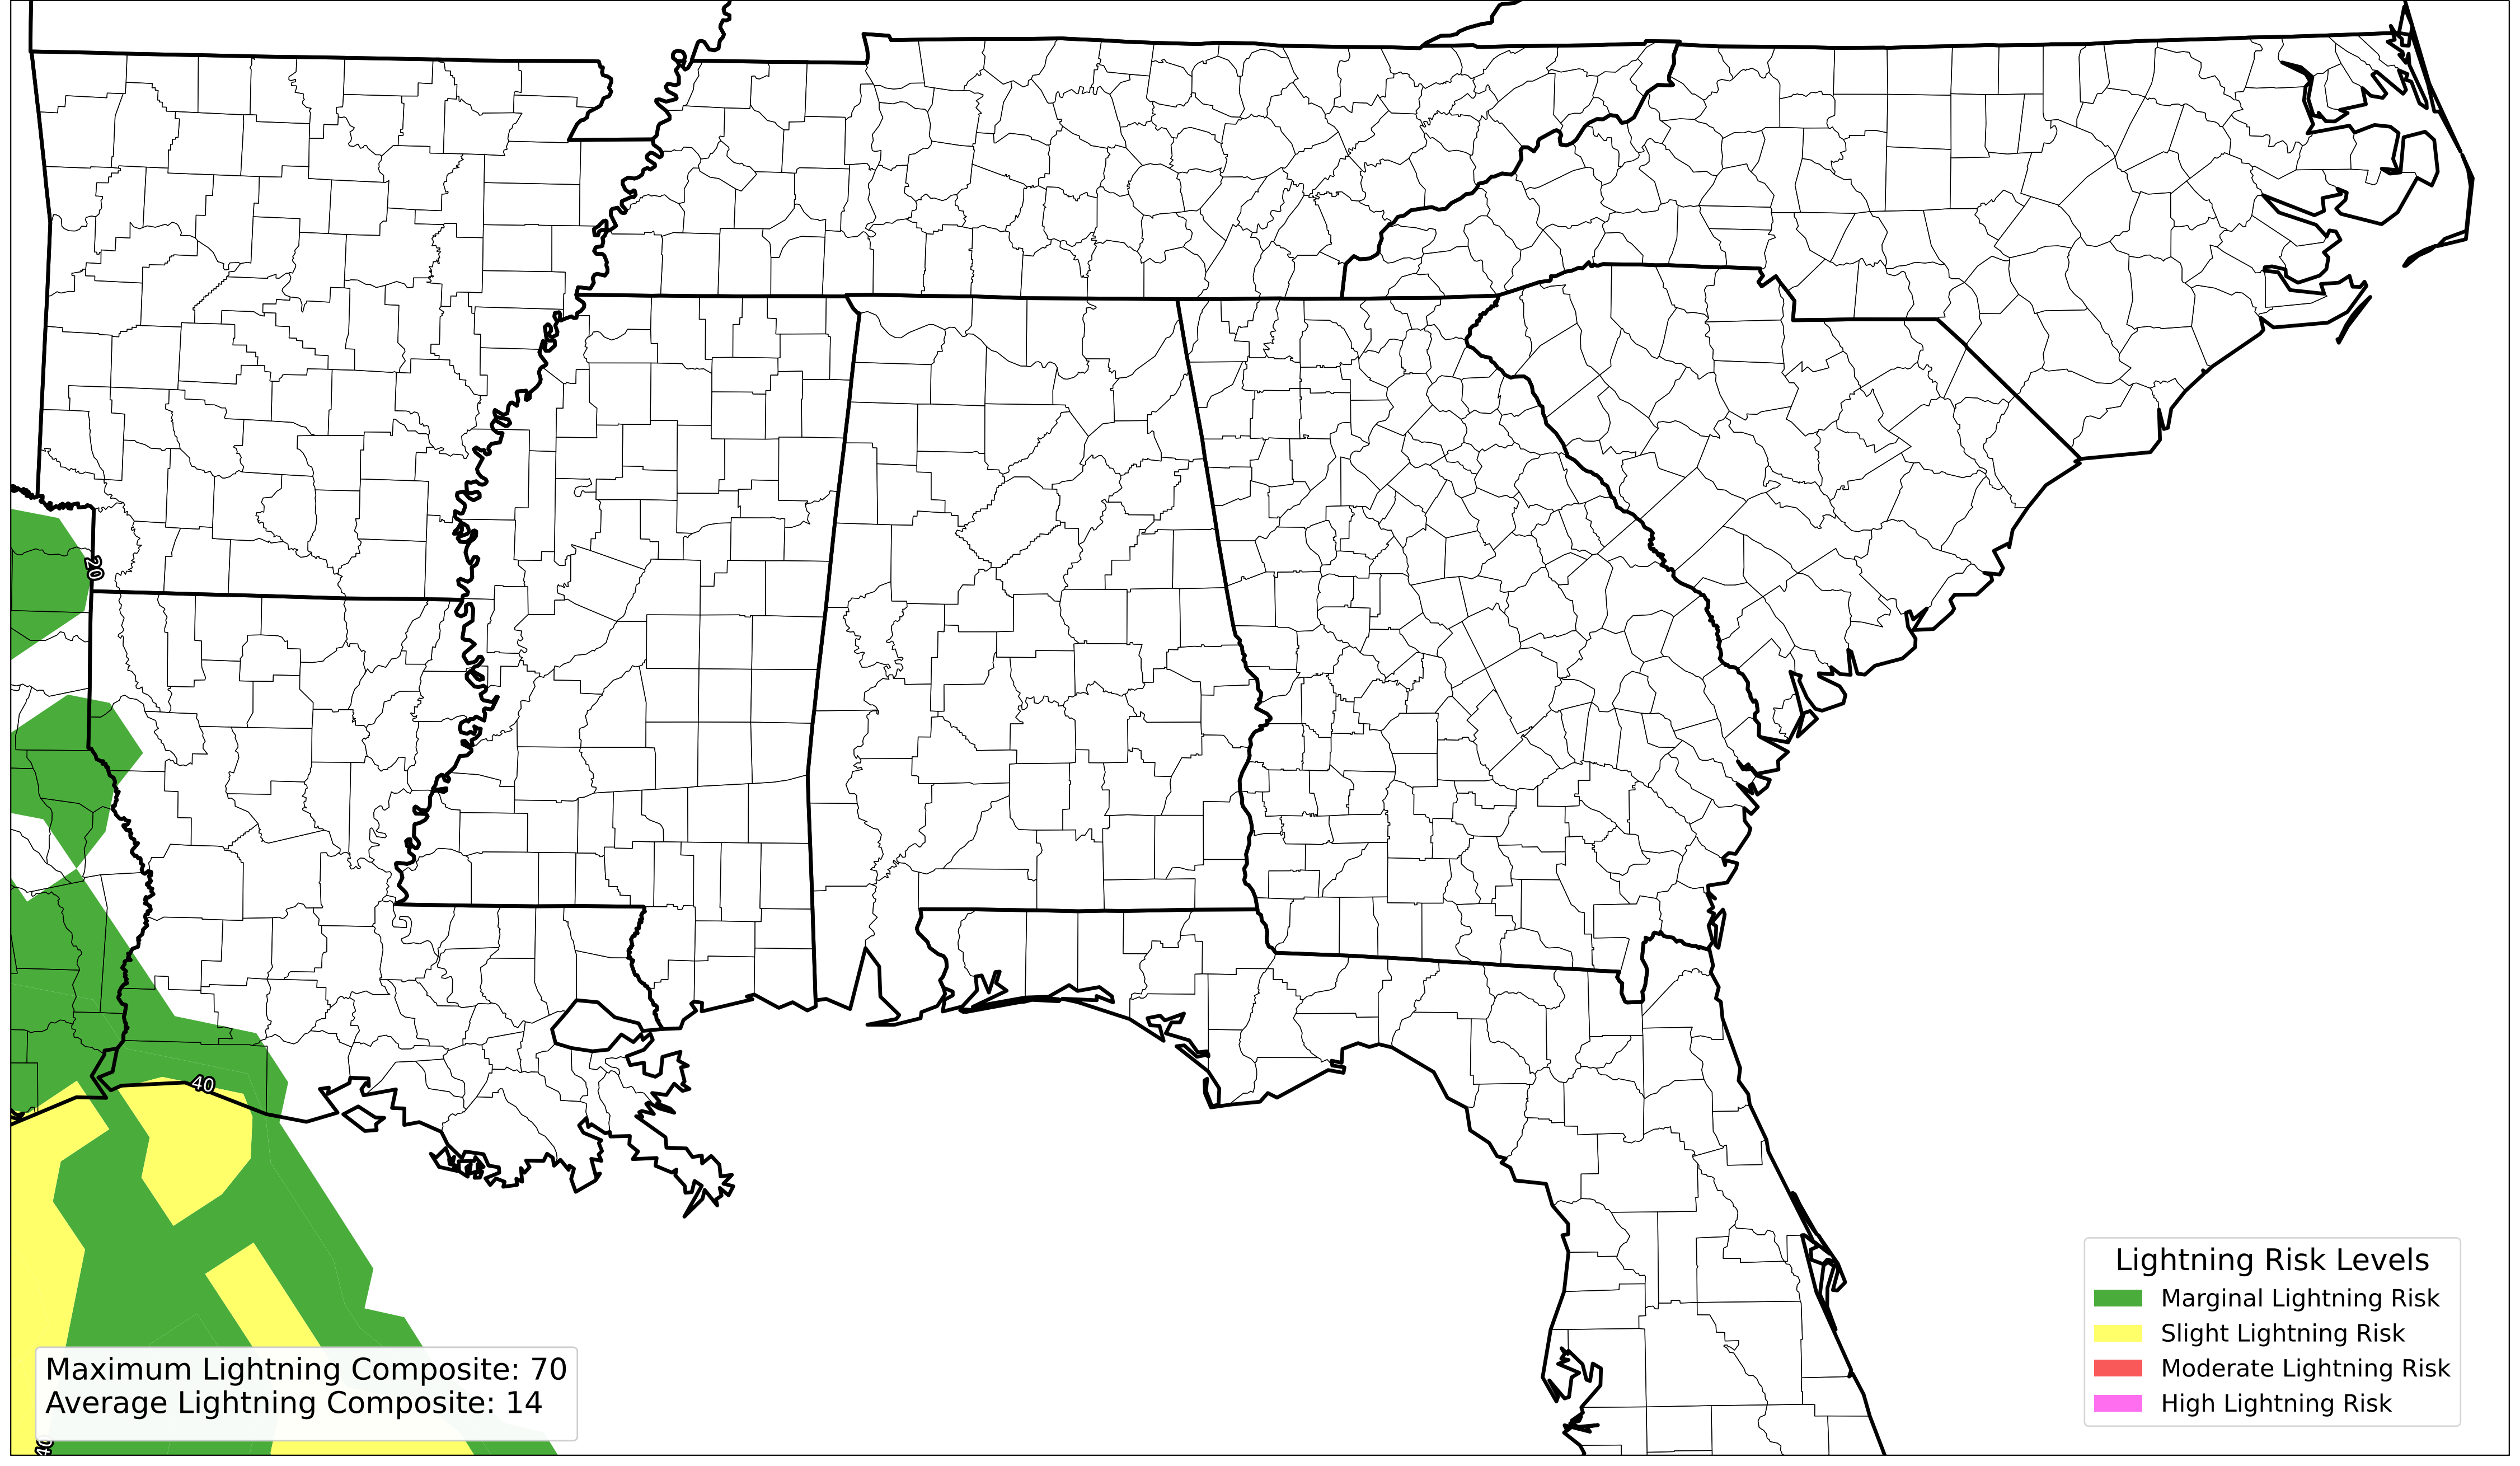 20
40
40
Maximum Lightning Composite: 70
Average Lightning Composite: 14
Lightning Risk Levels
Marginal Lightning Risk
Slight Lightning Risk
Moderate Lightning Risk
High Lightning Risk